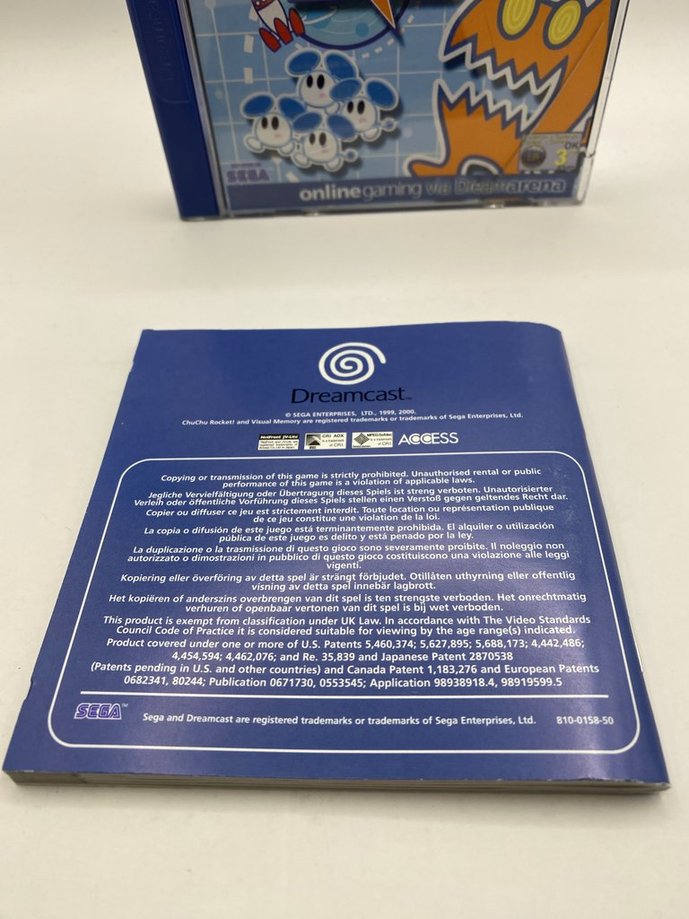 SEGA
onlinegaming via Dreamarena
3
Dreamcast™
© SEGA ENTERPRISES, LTD., 1999, 2000.
ChuChu Rocket! and Visual Memory are registered trademarks or trademarks of Sega Enterprises, Ltd.
CRI ADX
ACCESS
Copying or transmission of this game is strictly prohibited. Unauthorised rental or public
performance of this game is a violation of applicable laws.
Jegliche Vervielfältigung oder Übertragung dieses Spiels ist streng verboten. Unautorisierter
Verleih oder öffentliche Vorführung dieses Spiels stellen einen Verstoß gegen geltendes Recht dar.
Copier ou diffuser ce jeu est strictement interdit. Toute location ou représentation publique
de ce jeu constitue une violation de la loi.
La copia o difusión de este juego está terminantemente prohibida. El alquiler o utilización
pública de este juego es delito y está penado por la ley.
La duplicazione o la trasmissione di questo gioco sono severamente proibite. Il noleggio non
autorizzato o dimostrazioni in pubblico di questo gioco costituiscono una violazione alle leggi
vigenti.
Kopiering eller överföring av detta spel är strängt förbjudet. Otillåten uthyrning eller offentlig
visning av detta spel innebär lagbrott.
Het kopiëren of anderszins overbrengen van dit spel is ten strengste verboden. Het onrechtmatig
verhuren of openbaar vertonen van dit spel is bij wet verboden.
This product is exempt from classification under UK Law. In accordance with The Video Standards
Council Code of Practice it is considered suitable for viewing by the age range(s) indicated.
Product covered under one or more of U.S. Patents 5,460,374; 5,627,895; 5,688,173; 4,442,486;
4,454,594; 4,462,076; and Re. 35,839 and Japanese Patent 2870538
(Patents pending in U.S. and other countries) and Canada Patent 1,183,276 and European Patents
0682341, 80244; Publication 0671730, 0553545; Application 98938918.4, 98919599.5
SEGA™ Sega and Dreamcast are registered trademarks or trademarks of Sega Enterprises, Ltd. 810-0158-50